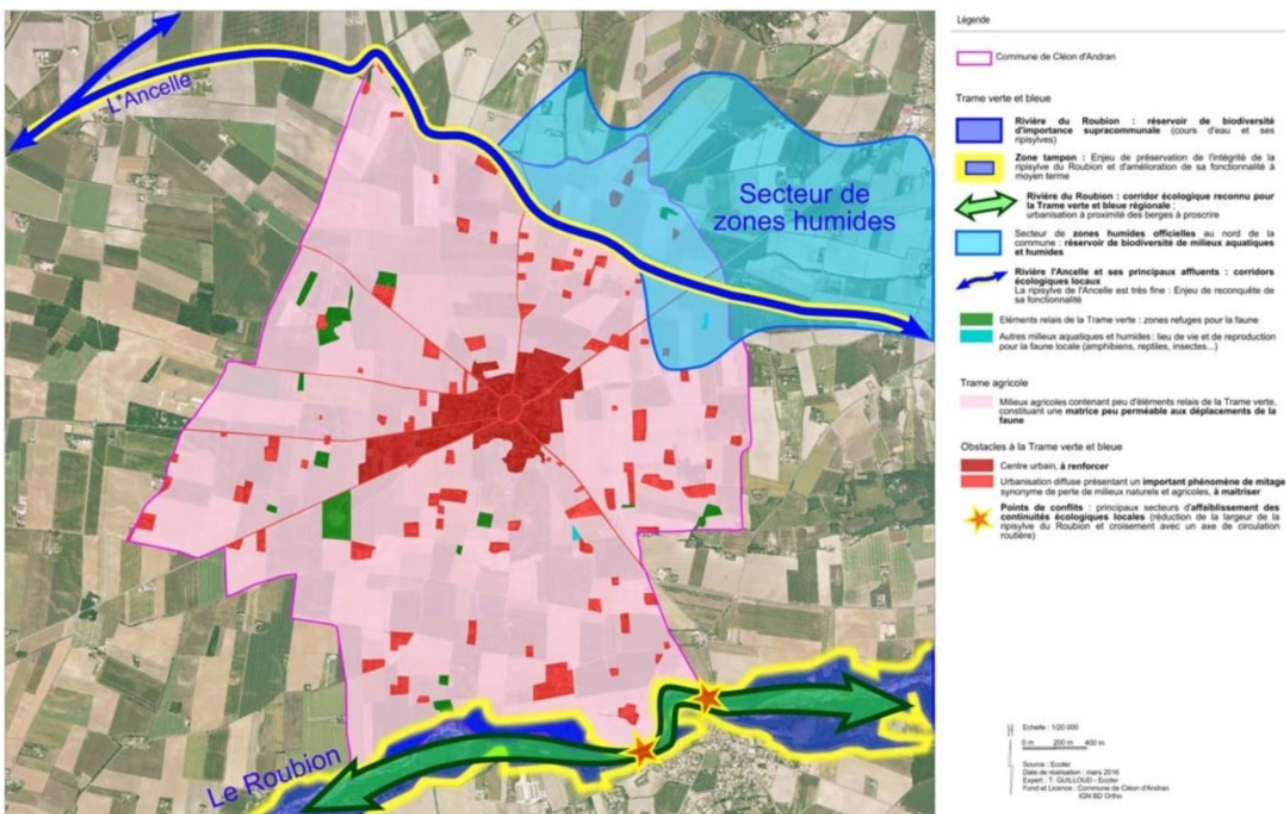 L'Ancelle
Secteur de
zones humides
Le Roubion
Légende
Commune de Cléon d'Andran
Trame verte et bleue
Rivière du Roubion : réservoir de biodiversité
d'importance supracommunale (cours d'eau et ses
ripisylves)
Zone tampon : Enjeu de préservation de l'intégrité de la
ripisylve du Roubion et d'amélioration de sa fonctionnalité à
moyen terme
Rivière du Roubion : corridor écologique reconnu pour
la Trame verte et bleue régionale :
urbanisation à proximité des berges à proscrire
Secteur de zones humides officielles au nord de la
commune : réservoir de biodiversité de milieux aquatiques
et humides
Rivière l'Ancelle et ses principaux affluents : corridors
écologiques locaux
La ripisylve de l'Ancelle est très fine : Enjeu de reconquête de
sa fonctionnalité
Eléments relais de la Trame verte : zones refuges pour la faune
Autres milieux aquatiques et humides : lieu de vie et de reproduction
pour la faune locale (amphibiens, reptiles, insectes...)
Trame agricole
Milieux agricoles contenant peu d'éléments relais de la Trame verte,
constituant une matrice peu perméable aux déplacements de la
faune
Obstacles à la Trame verte et bleue
Centre urbain, à renforcer
Urbanisation diffuse présentant un important phénomène de mitage
synonyme de perte de milieux naturels et agricoles, à maitriser
Points de conflits : principaux secteurs d'affaiblissement des
continuités écologiques locales (réduction de la largeur de la
ripisylve du Roubion et croisement avec un axe de circulation
routière)
Echelle : 1/20 000
0 m 200 m 400 m
Source : Ecoter
Date de réalisation : mars 2016
Expert : T. GUILLOUD - Ecoter
Fond et Licence : Commune de Cléon d'Andran
IGN BD Ortho